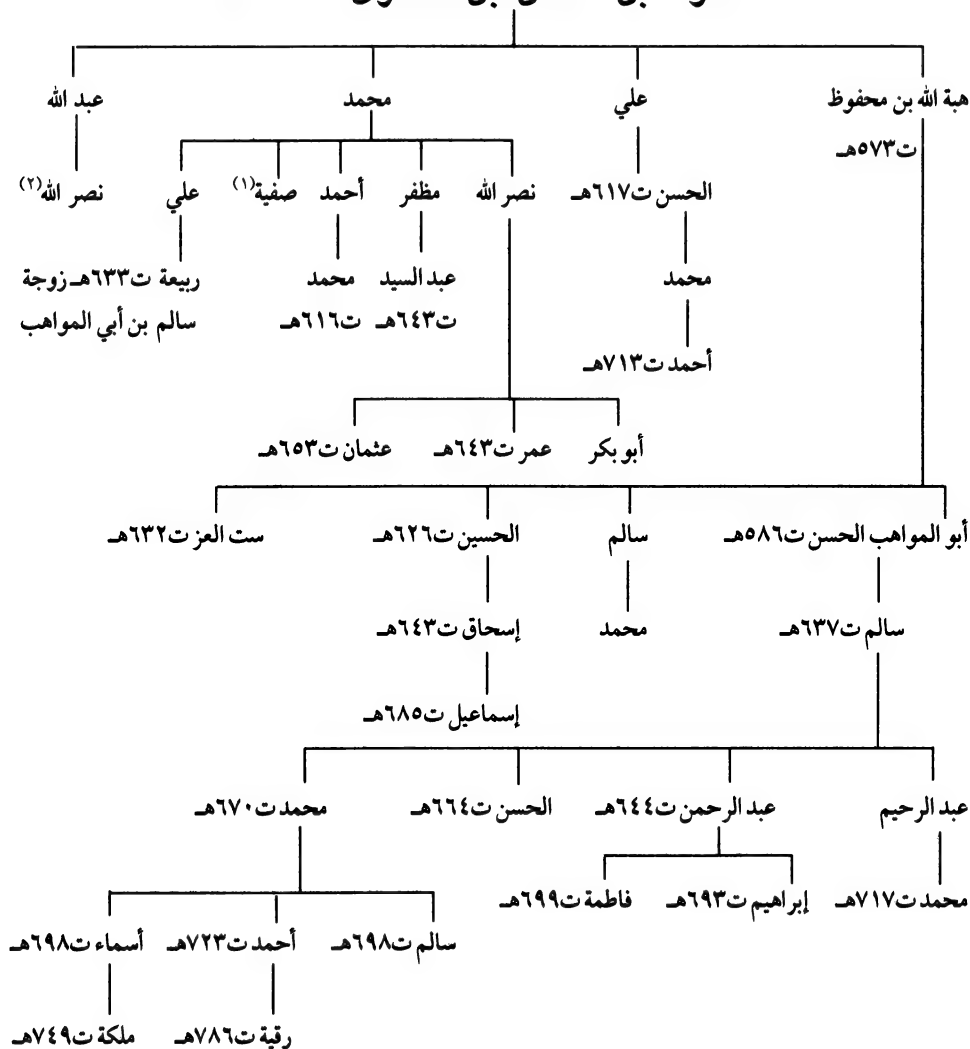 هبة الله بن محفوظ علي محمد عبد الله
ت٥٧٣هـ
الحسن ت٦١٧هـ نصر الله مظفر أحمد صفية(١) علي نصر الله(٢)
محمد عبد السيد محمد ربيعة ت٦٣٣هـ زوجة
ت٦٤٣هـ ت٦١٦هـ سالم بن أبي المواهب
أحمد ت٧١٣هـ
أبو بكر عمر ت٦٤٣هـ عثمان ت٦٥٣هـ
أبو المواهب الحسن ت٥٨٦هـ سالم الحسين ت٦٢٦هـ ست العز ت٦٣٢هـ
سالم ت٦٣٧هـ محمد إسحاق ت٦٤٣هـ
إسماعيل ت٦٨٥هـ
عبد الرحيم عبد الرحمن ت٦٤٤هـ الحسن ت٦٦٤هـ محمد ت٦٧٠هـ
محمد ت٧١٧هـ إبراهيم ت٦٩٣هـ فاطمة ت٦٩٩هـ
سالم ت٦٩٨هـ أحمد ت٧٢٣هـ أسماء ت٦٩٨هـ
رقية ت٧٨٦هـ ملكة ت٧٤٩هـ